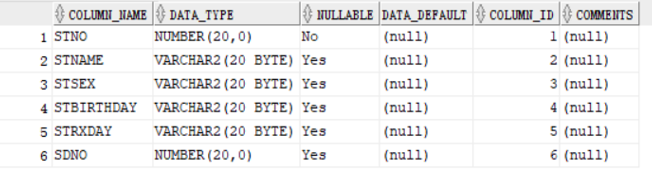 COLUMN_NAME DATA_TYPE NULLABLE DATA_DEFAULT COLUMN_ID COMMENTS
1 STNO NUMBER(20,0) No (null) 1 (null)
2 STNAME VARCHAR2(20 BYTE) Yes (null) 2 (null)
3 STSEX VARCHAR2(20 BYTE) Yes (null) 3 (null)
4 STBIRTHDAY VARCHAR2(20 BYTE) Yes (null) 4 (null)
5 STRXDAY VARCHAR2(20 BYTE) Yes (null) 5 (null)
6 SDNO NUMBER(20,0) Yes (null) 6 (null)